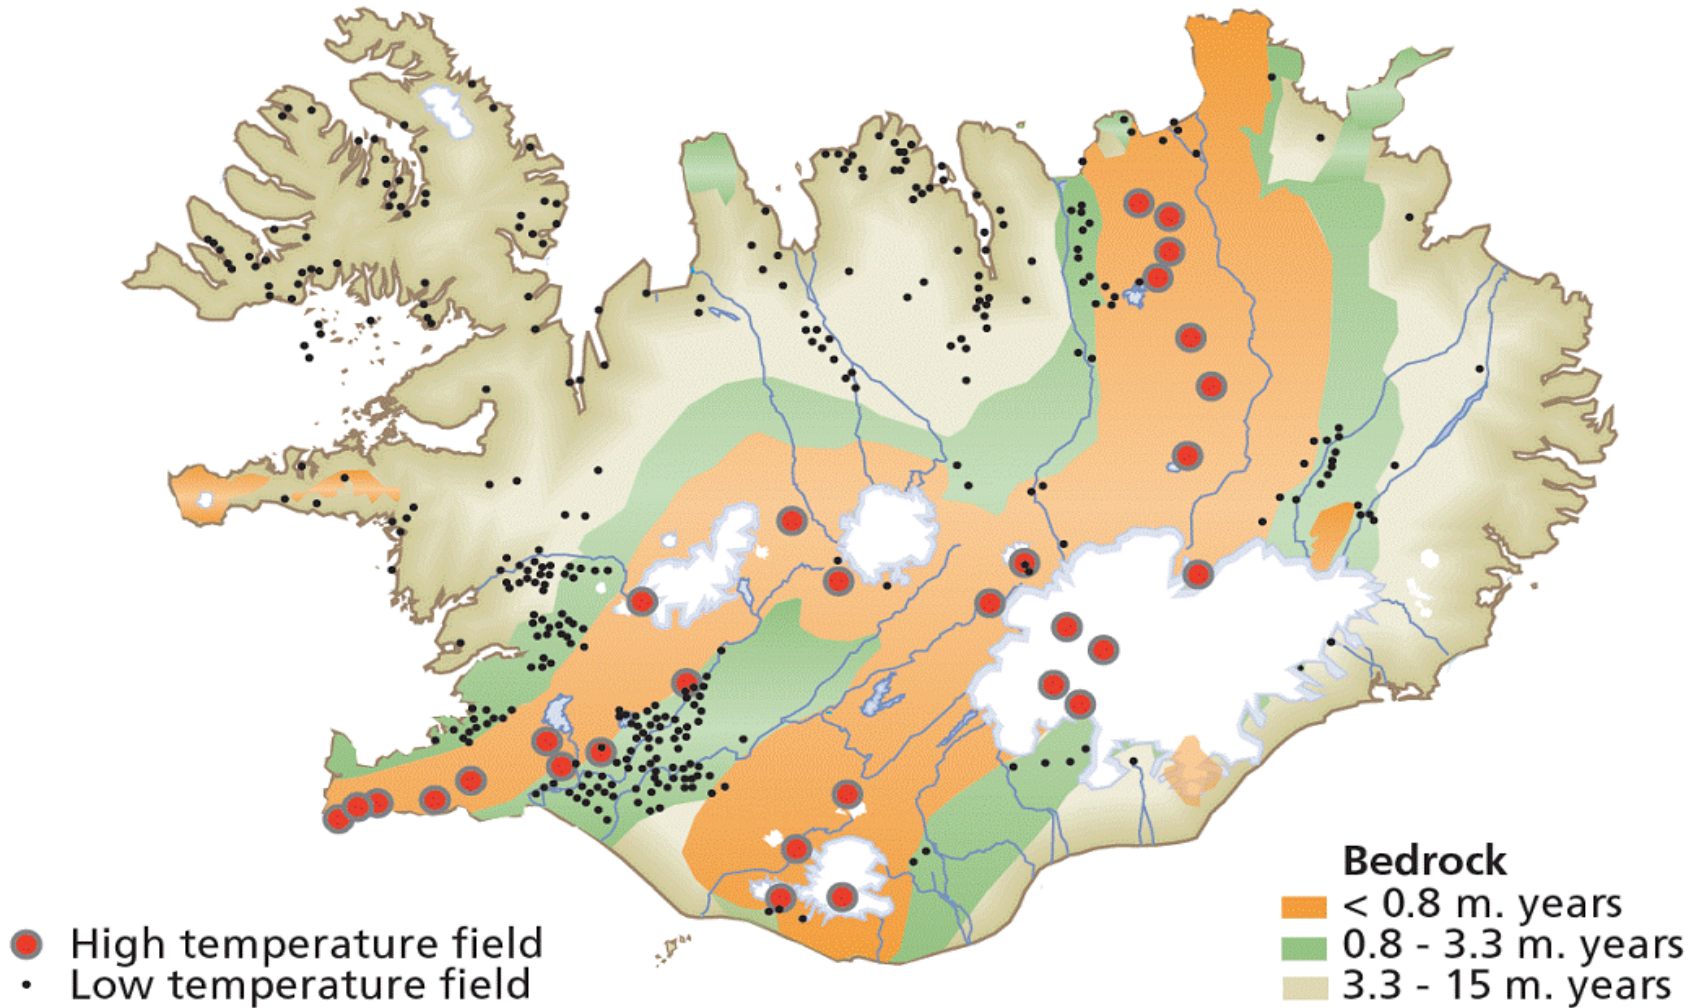 High temperature field
Low temperature field
Bedrock
< 0.8 m. years
0.8 - 3.3 m. years
3.3 - 15 m. years